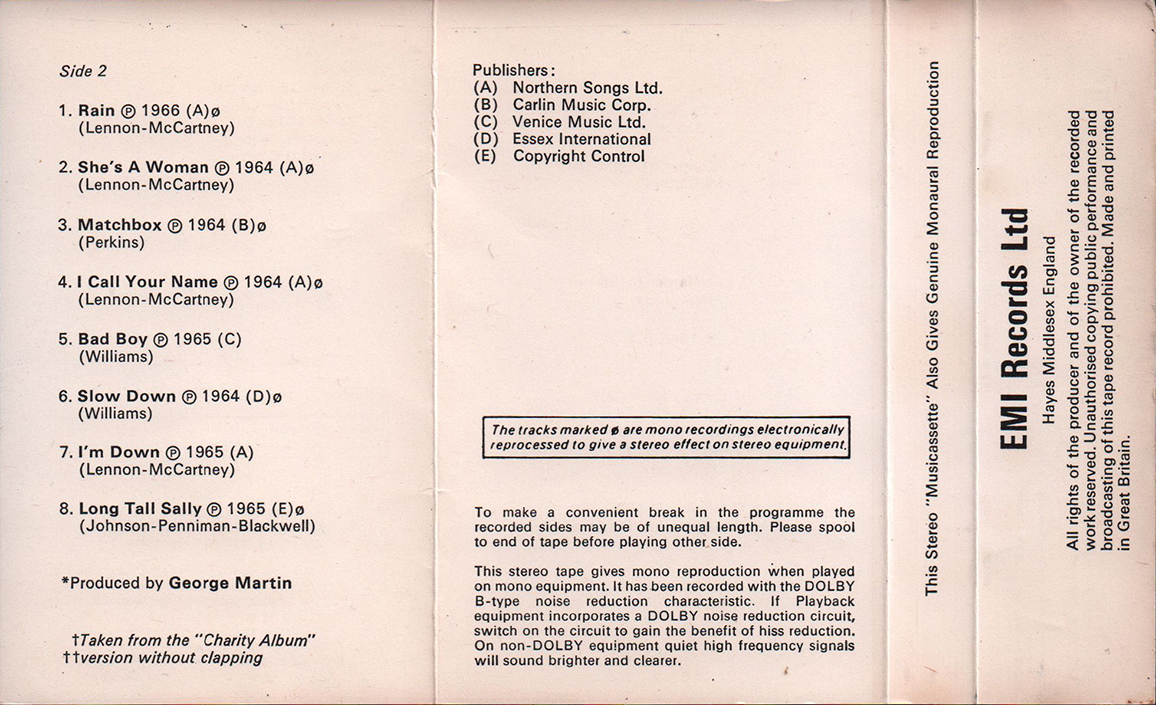 Side 2
1. Rain ℗ 1966 (A)ø
(Lennon-McCartney)
2. She's A Woman ℗ 1964 (A)ø
(Lennon-McCartney)
3. Matchbox ℗ 1964 (B)ø
(Perkins)
4. I Call Your Name ℗ 1964 (A)ø
(Lennon-McCartney)
5. Bad Boy ℗ 1965 (C)
(Williams)
6. Slow Down ℗ 1964 (D)ø
(Williams)
7. I'm Down ℗ 1965 (A)
(Lennon-McCartney)
8. Long Tall Sally ℗ 1965 (E)ø
(Johnson-Penniman-Blackwell)
*Produced by George Martin
†Taken from the "Charity Album"
††version without clapping
Publishers:
(A) Northern Songs Ltd.
(B) Carlin Music Corp.
(C) Venice Music Ltd.
(D) Essex International
(E) Copyright Control
The tracks marked ø are mono recordings electronically
reprocessed to give a stereo effect on stereo equipment.
To make a convenient break in the programme the
recorded sides may be of unequal length. Please spool
to end of tape before playing other side.
This stereo tape gives mono reproduction when played
on mono equipment. It has been recorded with the DOLBY
B-type noise reduction characteristic. If Playback
equipment incorporates a DOLBY noise reduction circuit,
switch on the circuit to gain the benefit of hiss reduction.
On non-DOLBY equipment quiet high frequency signals
will sound brighter and clearer.
This Stereo "Musicassette" Also Gives Genuine Monaural Reproduction
EMI Records Ltd
Hayes Middlesex England
All rights of the producer and of the owner of the recorded
work reserved. Unauthorised copying public performance and
broadcasting of this tape record prohibited. Made and printed
in Great Britain.